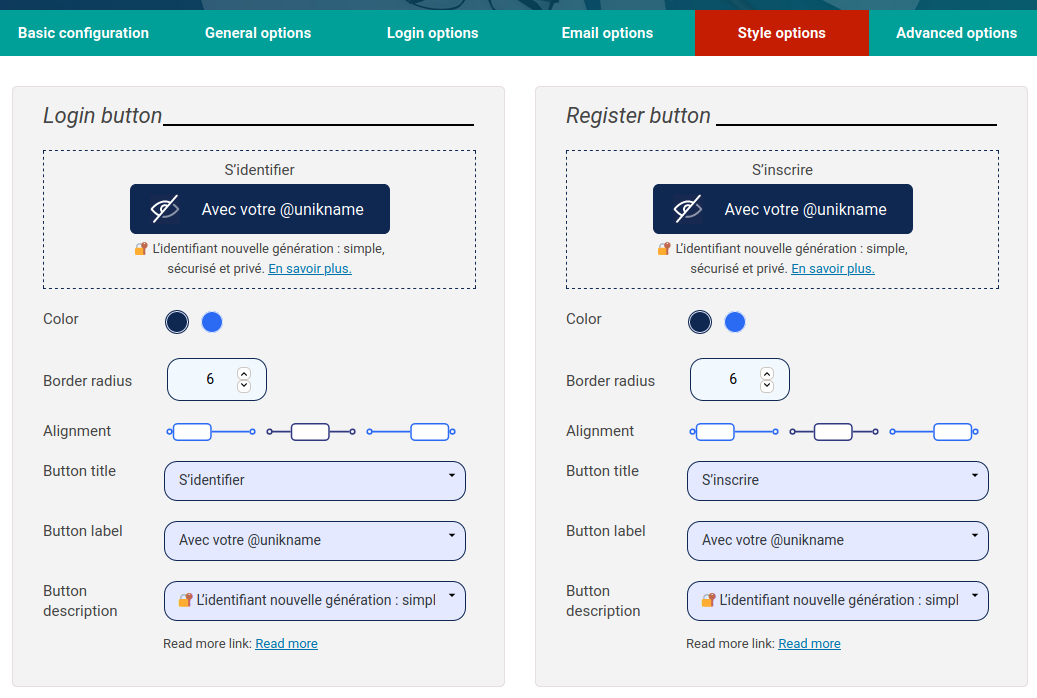 Basic configuration
General options
Login options
Email options
Style options
Advanced options
Login button
S'identifier
Avec votre @unikname
L'identifiant nouvelle génération : simple,
sécurisé et privé. En savoir plus.
Color
Border radius
6
Alignment
Button title
S'identifier
Button label
Avec votre @unikname
Button
description
L'identifiant nouvelle génération : simpl
Read more link: Read more
Register button
S'inscrire
Avec votre @unikname
L'identifiant nouvelle génération : simple,
sécurisé et privé. En savoir plus.
Color
Border radius
6
Alignment
Button title
S'inscrire
Button label
Avec votre @unikname
Button
description
L'identifiant nouvelle génération : simpl
Read more link: Read more